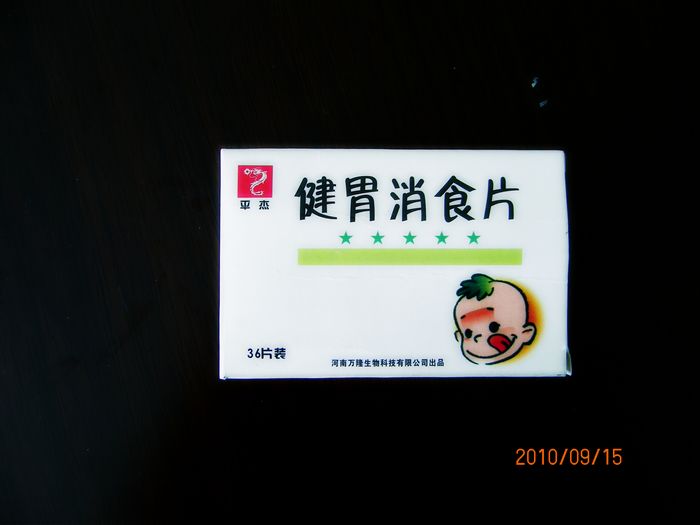 平杰
健胃消食片
36片装
河南万隆生物科技有限公司出品
2010/09/15